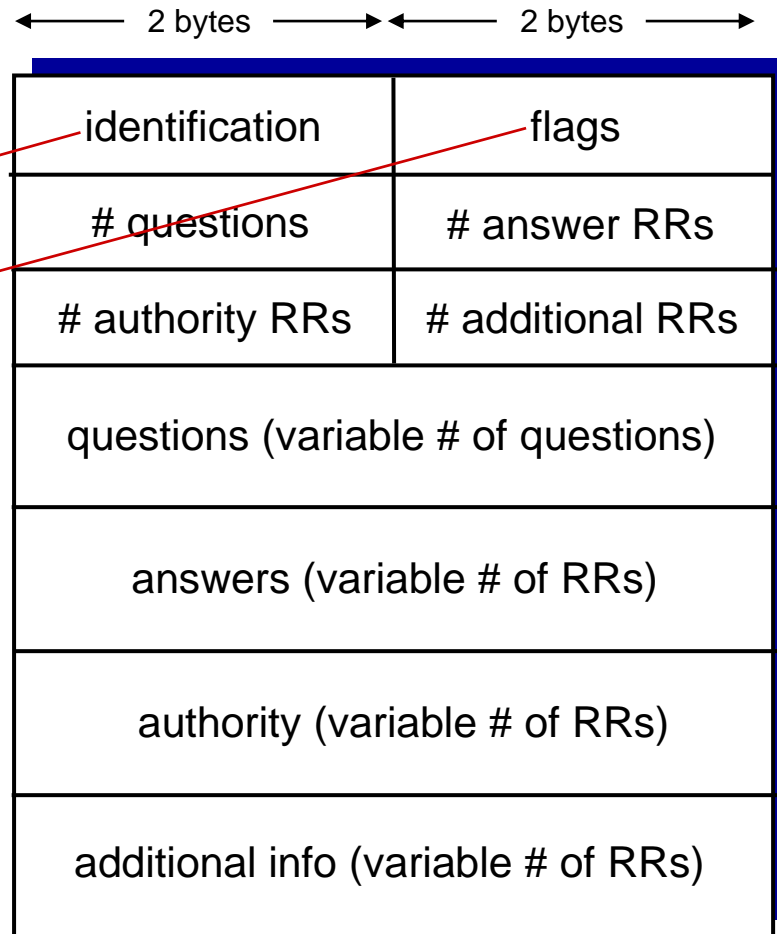 2 bytes 2 bytes
identification flags
# questions # answer RRs
# authority RRs # additional RRs
questions (variable # of questions)
answers (variable # of RRs)
authority (variable # of RRs)
additional info (variable # of RRs)